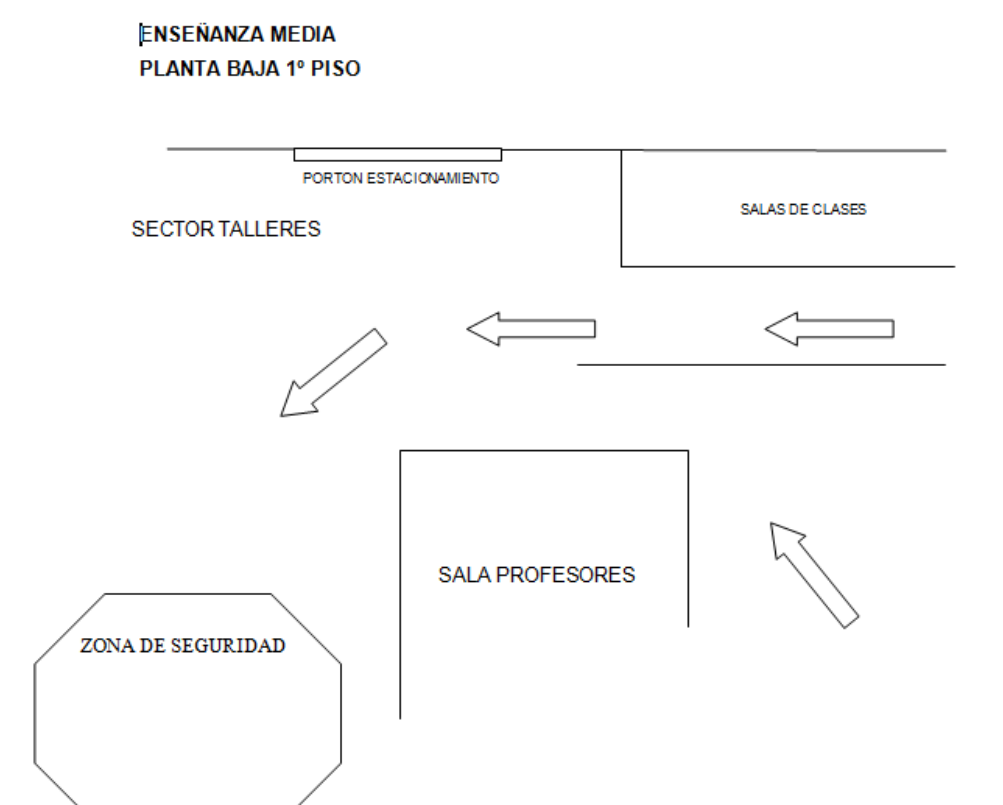 ENSEÑANZA MEDIA
PLANTA BAJA 1º PISO
PORTON ESTACIONAMIENTO
SALAS DE CLASES
SECTOR TALLERES
SALA PROFESORES
ZONA DE SEGURIDAD